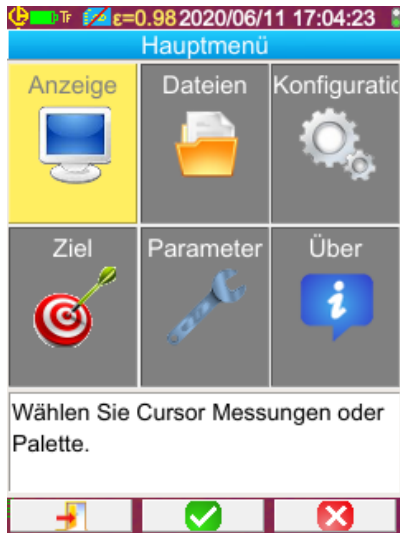 TF ε=0.98 2020/06/11 17:04:23
Hauptmenü
Anzeige Dateien Konfiguratic
Ziel Parameter Über
Wählen Sie Cursor Messungen oder
Palette.